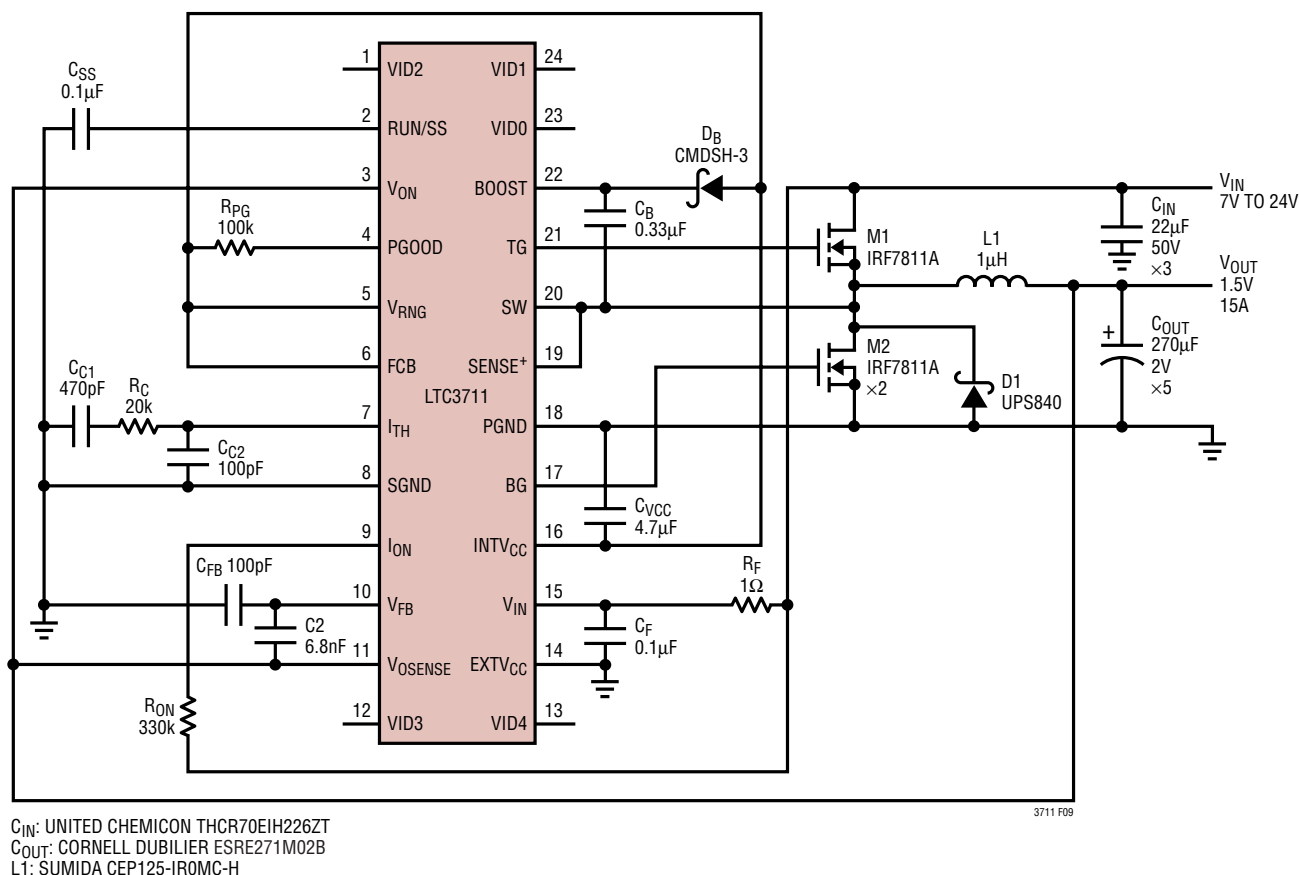 CSS
0.1µF
1
VID2
2
RUN/SS
3
VON
RPG
100k
4
PGOOD
5
VRNG
6
FCB
CC1
470pF
RC
20k
7
ITH
CC2
100pF
8
SGND
9
ION
CFB 100pF
10
VFB
C2
6.8nF
11
VOSENSE
RON
330k
12
VID3
LTC3711
24
VID1
23
VID0
22
BOOST
21
TG
20
SW
19
SENSE+
18
PGND
17
BG
16
INTVCC
15
VIN
14
EXTVCC
13
VID4
DB
CMDSH-3
CB
0.33µF
CVCC
4.7µF
RF
1Ω
CF
0.1µF
M1
IRF7811A
M2
IRF7811A
×2
L1
1µH
D1
UPS840
VIN
7V TO 24V
CIN
22µF
50V
×3
VOUT
1.5V
15A
+
COUT
270µF
2V
×5
3711 F09
CIN: UNITED CHEMICON THCR70EIH226ZT
COUT: CORNELL DUBILIER ESRE271M02B
L1: SUMIDA CEP125-IR0MC-H